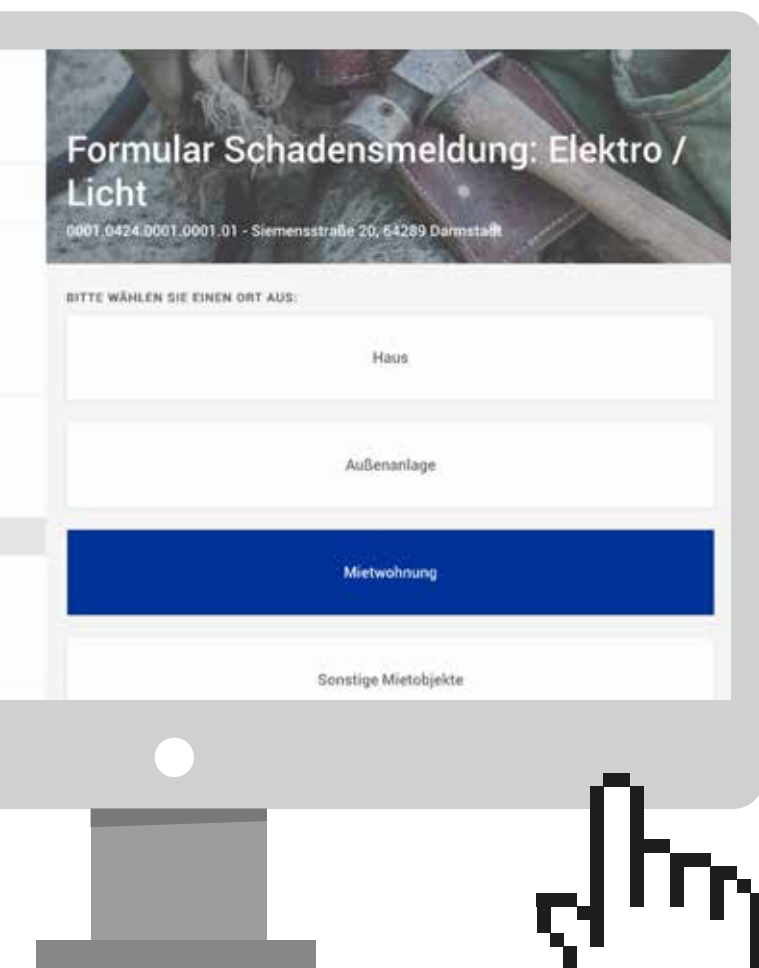 Formular Schadensmeldung: Elektro /
Licht
0001.0424.0001.0001.01 - Siemensstraße 20, 64289 Darmstadt
BITTE WÄHLEN SIE EINEN ORT AUS:
Haus
Außenanlage
Mietwohnung
Sonstige Mietobjekte